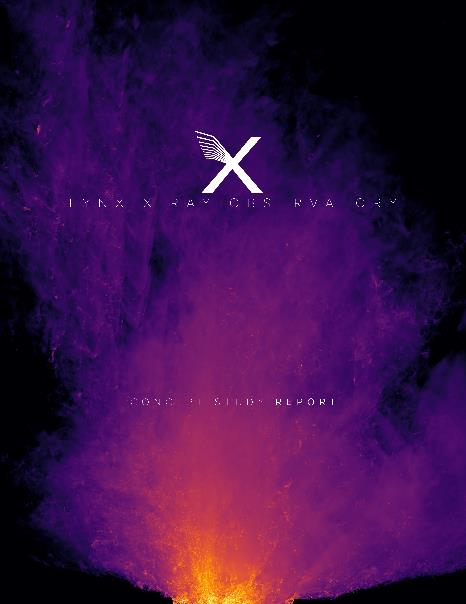 X
LYNX X-RAY OBSERVATORY
CONCEPT STUDY REPORT